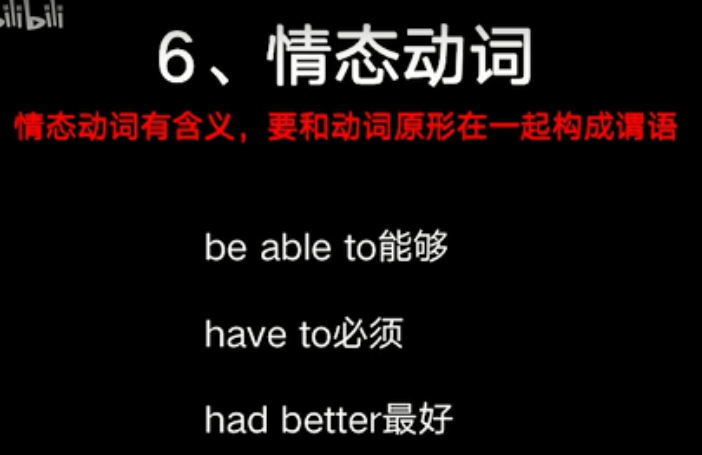 bilibili
6、情态动词
情态动词有含义，要和动词原形在一起构成谓语
be able to能够
have to必须
had better最好